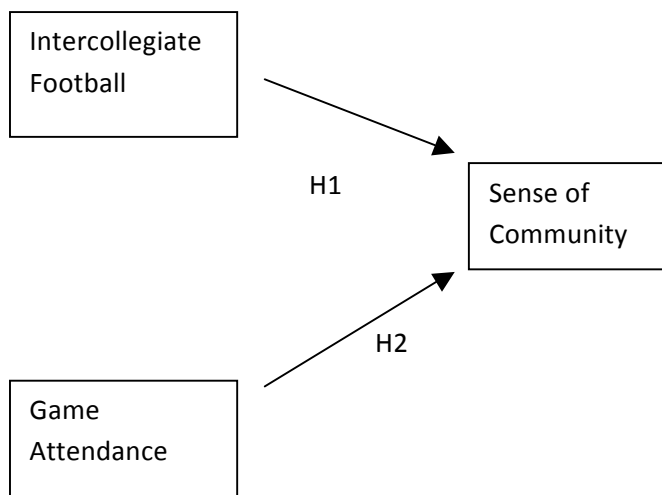 Intercollegiate
Football
H1
Sense of
Community
H2
Game
Attendance